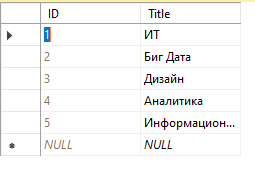 ID Title
1 ИТ
2 Биг Дата
3 Дизайн
4 Аналитика
5 Информацион...
NULL NULL